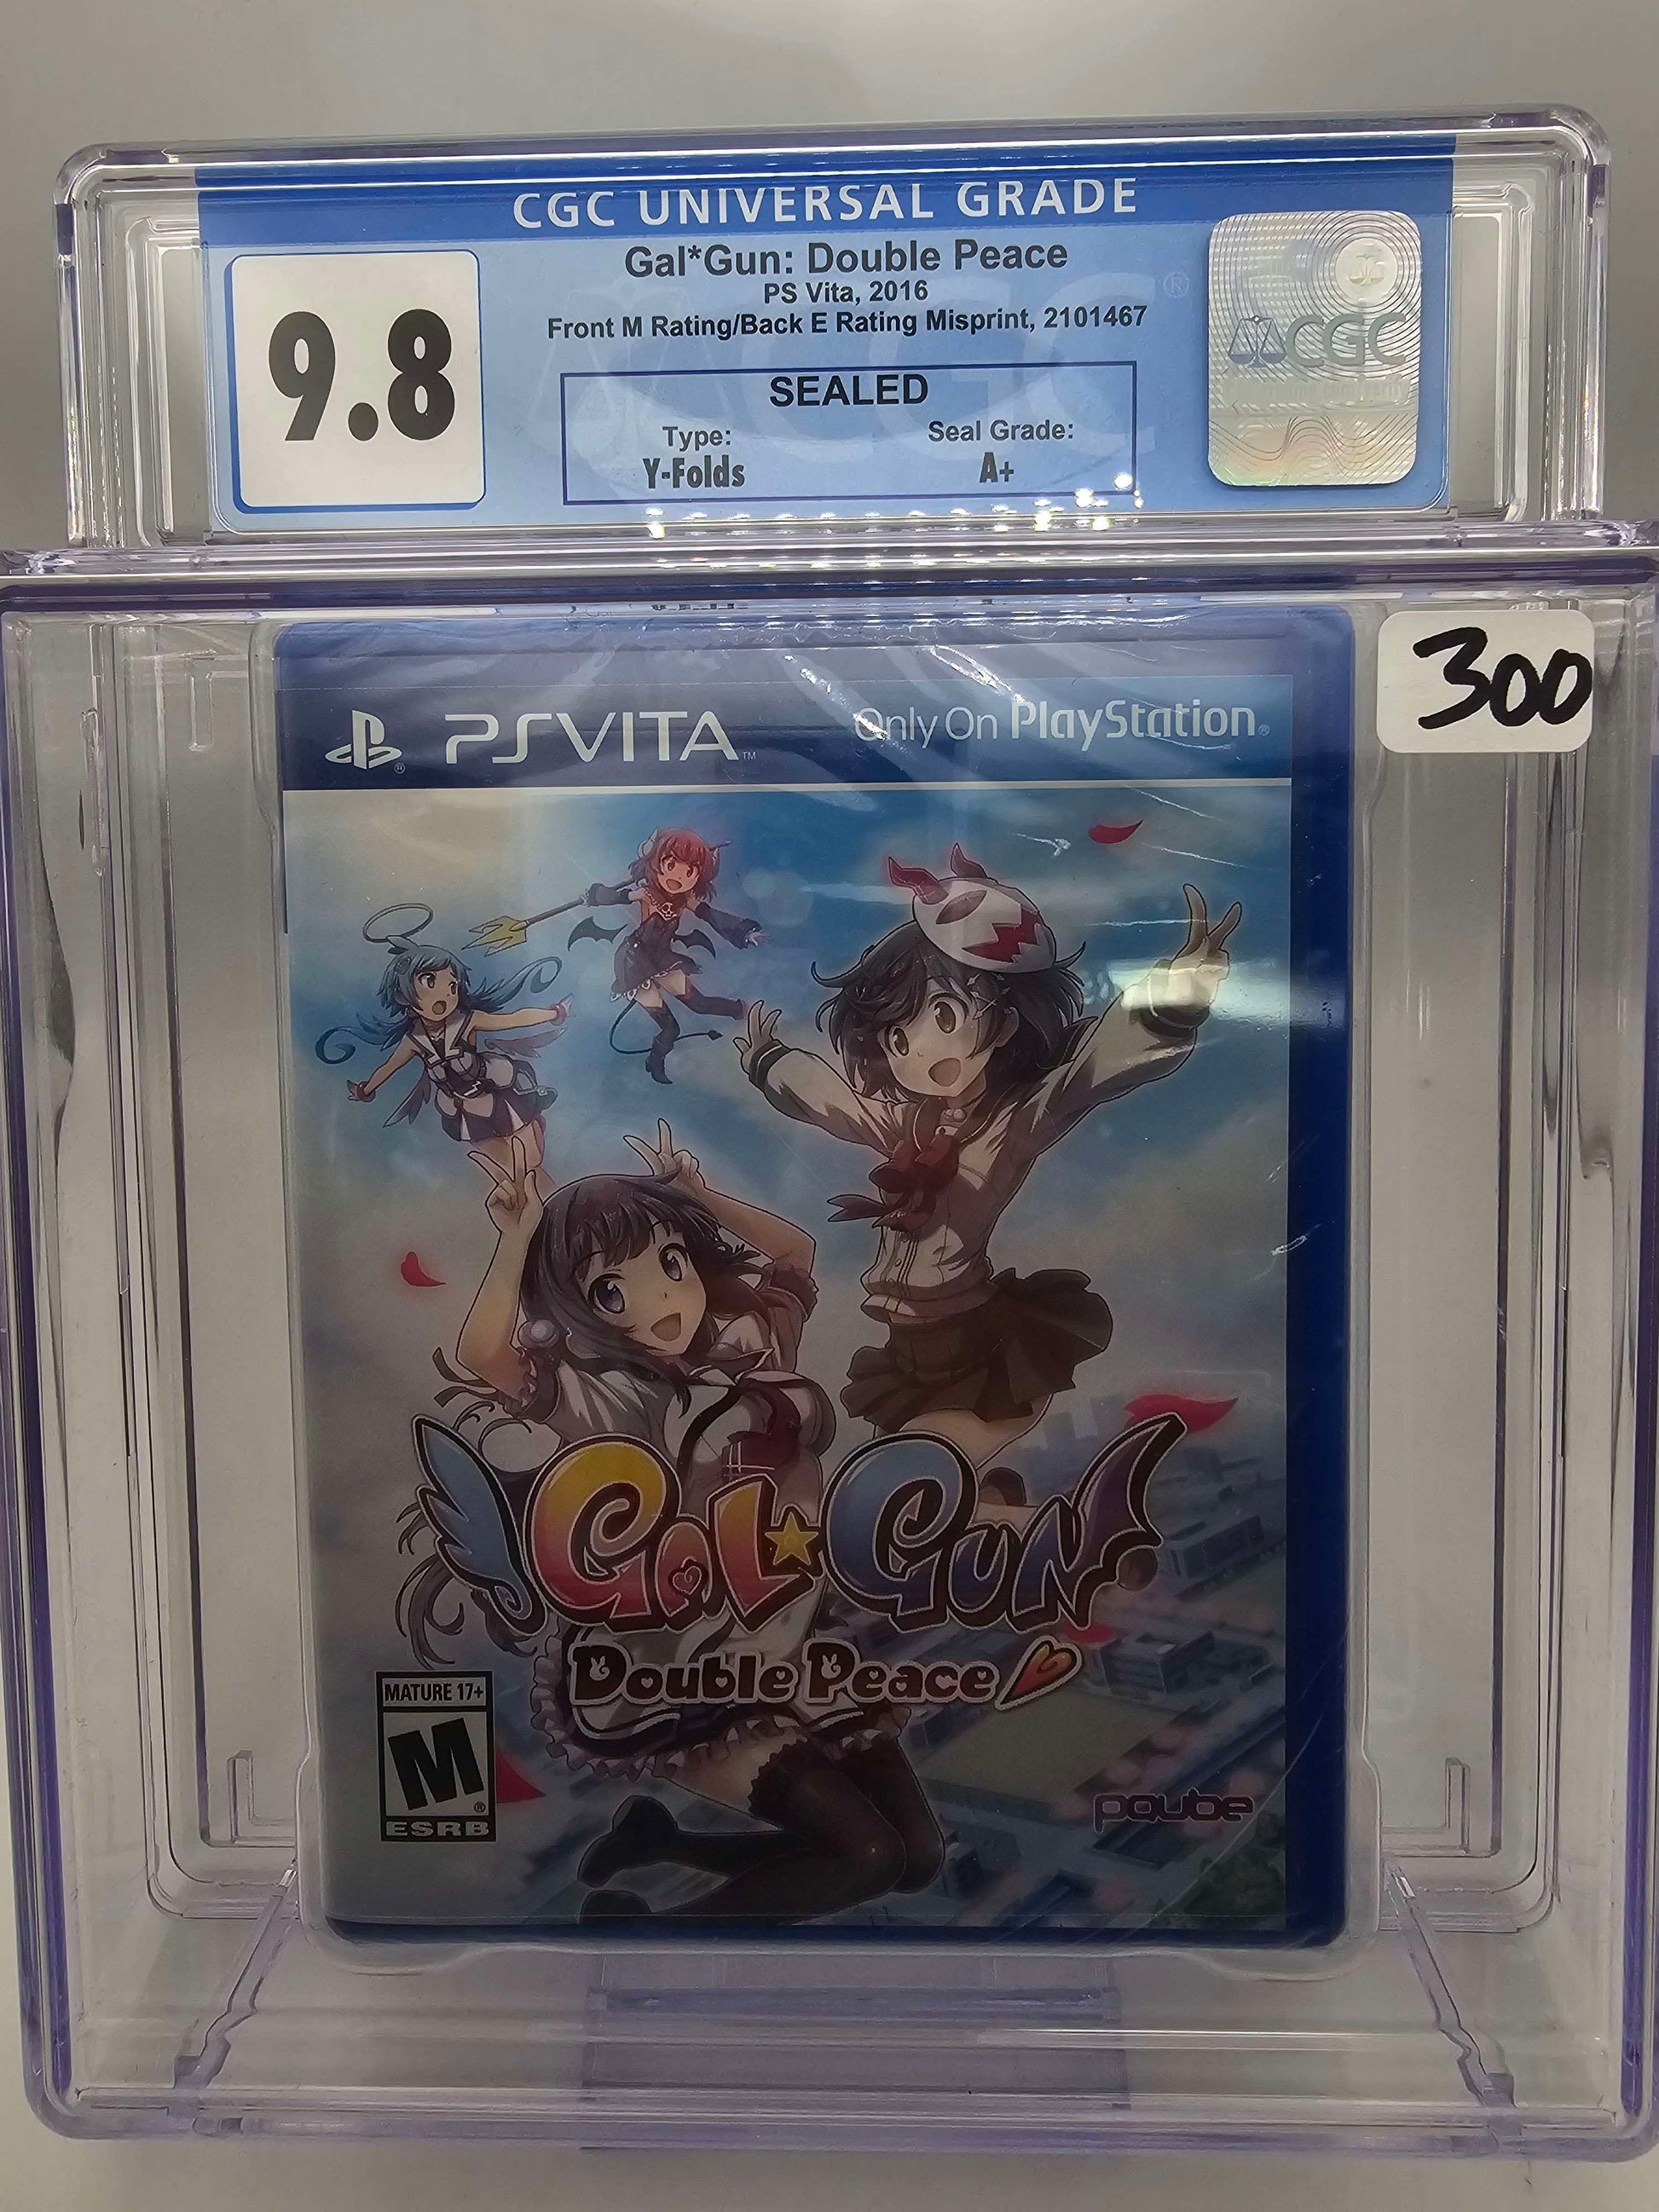 CGC UNIVERSAL GRADE
9.8
Gal*Gun: Double Peace
PS Vita, 2016
Front M Rating/Back E Rating Misprint, 2101467
SEALED
Type:
Y-Folds
Seal Grade:
A+
CGC
300
PSVITA™
Only On PlayStation®
Gal★Gun
Double Peace
MATURE 17+
M
ESRB
pqube